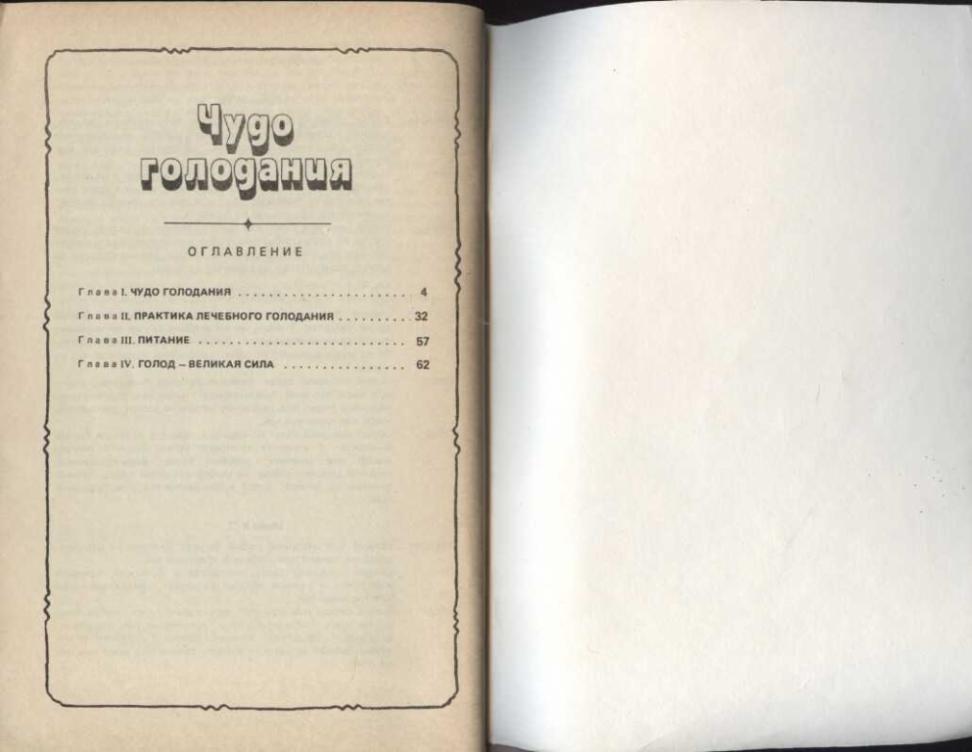 Чудо
голодания
ОГЛАВЛЕНИЕ
Глава I. ЧУДО ГОЛОДАНИЯ . . . . . . . . . . . . . . . . . . . . . . 4
Глава II. ПРАКТИКА ЛЕЧЕБНОГО ГОЛОДАНИЯ . . . . . . . . . . 32
Глава III. ПИТАНИЕ . . . . . . . . . . . . . . . . . . . . . . . . . . 57
Глава IV. ГОЛОД – ВЕЛИКАЯ СИЛА . . . . . . . . . . . . . . . . 62